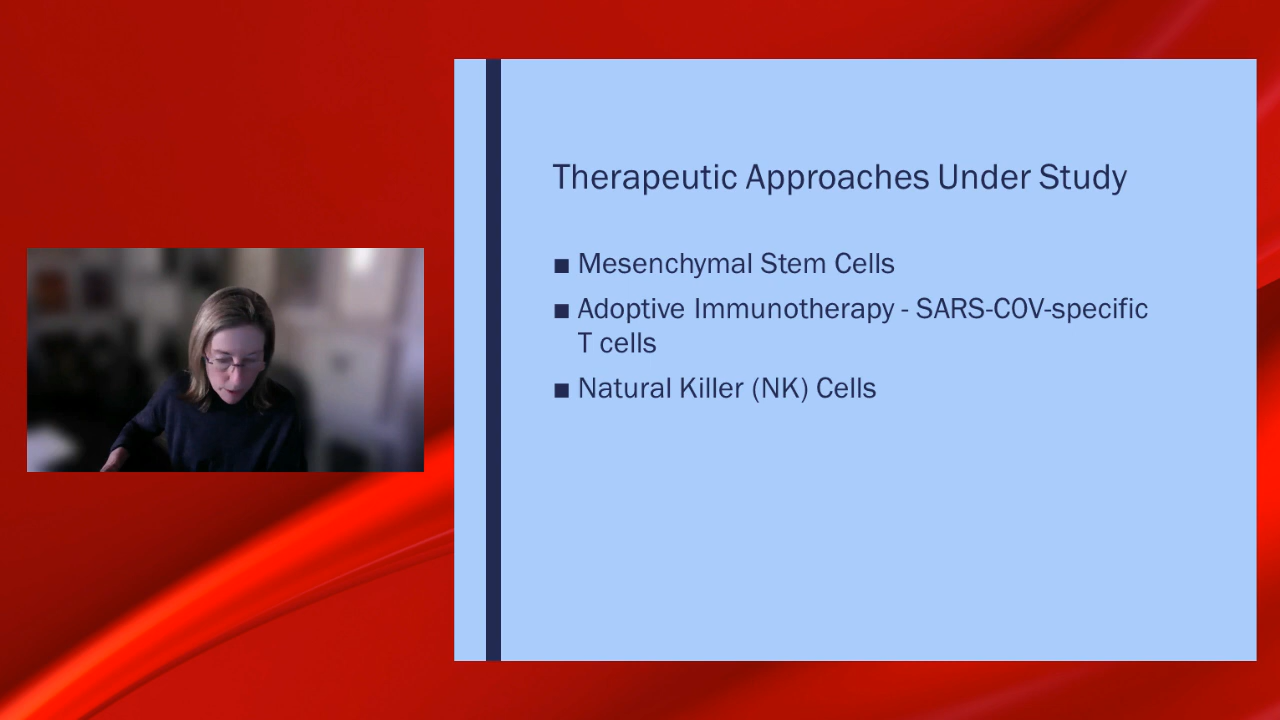 Therapeutic Approaches Under Study
■ Mesenchymal Stem Cells
■ Adoptive Immunotherapy - SARS-COV-specific
T cells
■ Natural Killer (NK) Cells